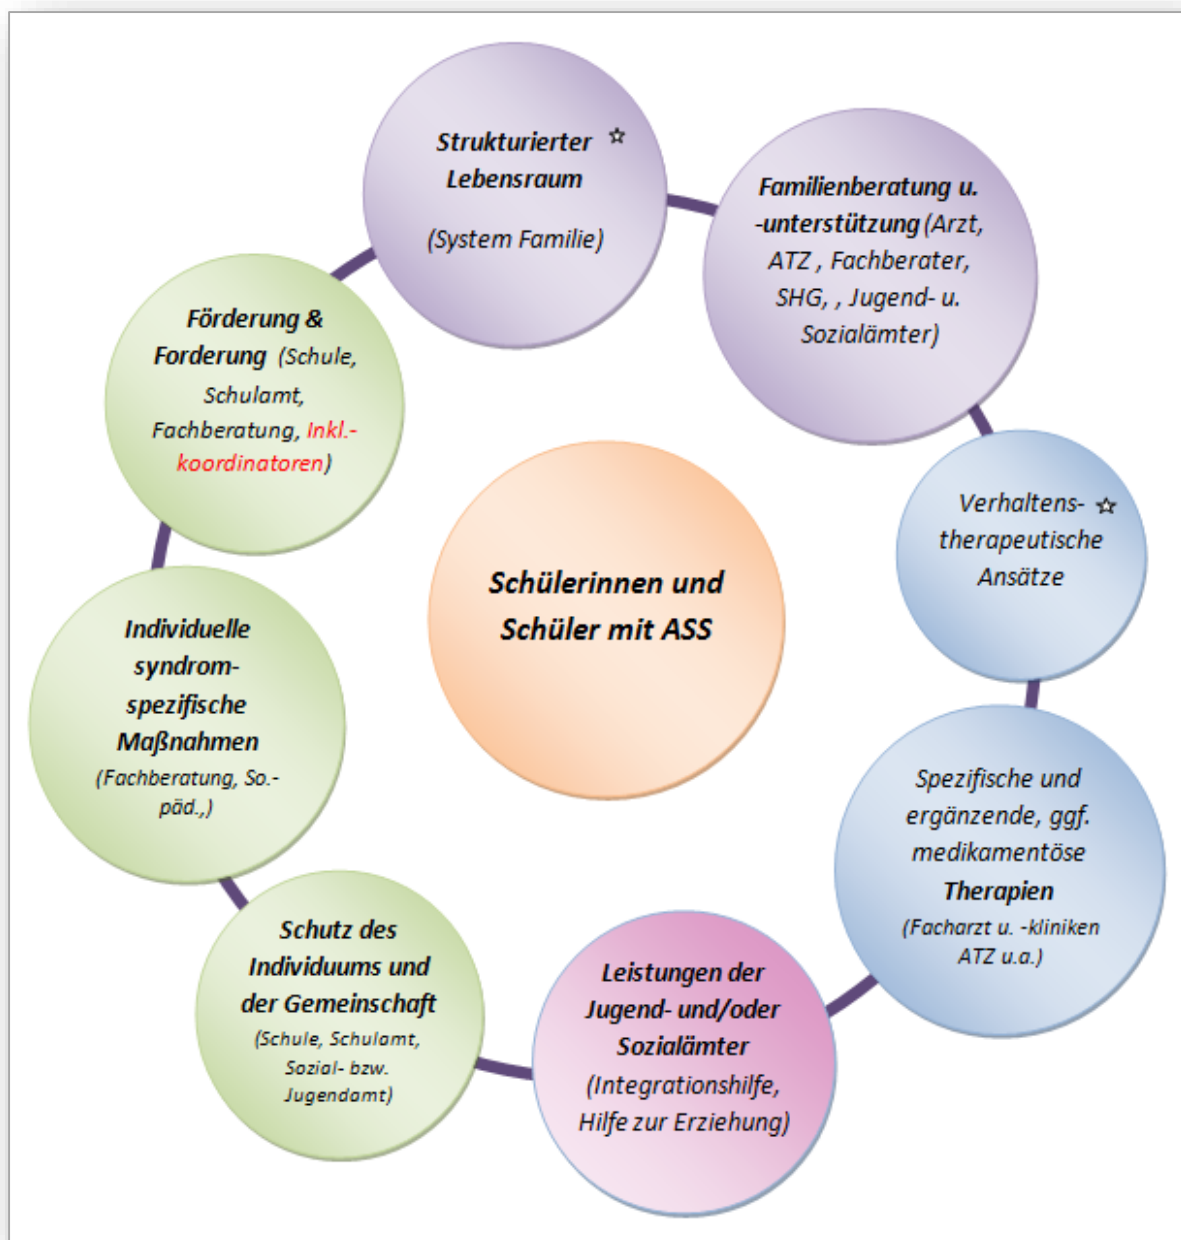 Strukturierter ☆
Lebensraum
(System Familie)
Familienberatung u.
-unterstützung (Arzt,
ATZ , Fachberater,
SHG, , Jugend- u.
Sozialämter)
Verhaltens- ☆
therapeutische
Ansätze
Spezifische und
ergänzende, ggf.
medikamentöse
Therapien
(Facharzt u. -kliniken
ATZ u.a.)
Leistungen der
Jugend- und/oder
Sozialämter
(Integrationshilfe,
Hilfe zur Erziehung)
Schutz des
Individuums und
der Gemeinschaft
(Schule, Schulamt,
Sozial- bzw.
Jugendamt)
Individuelle
syndrom-
spezifische
Maßnahmen
(Fachberatung, So.-
päd.,)
Förderung &
Forderung (Schule,
Schulamt,
Fachberatung, Inkl.-
koordinatoren)
Schülerinnen und
Schüler mit ASS